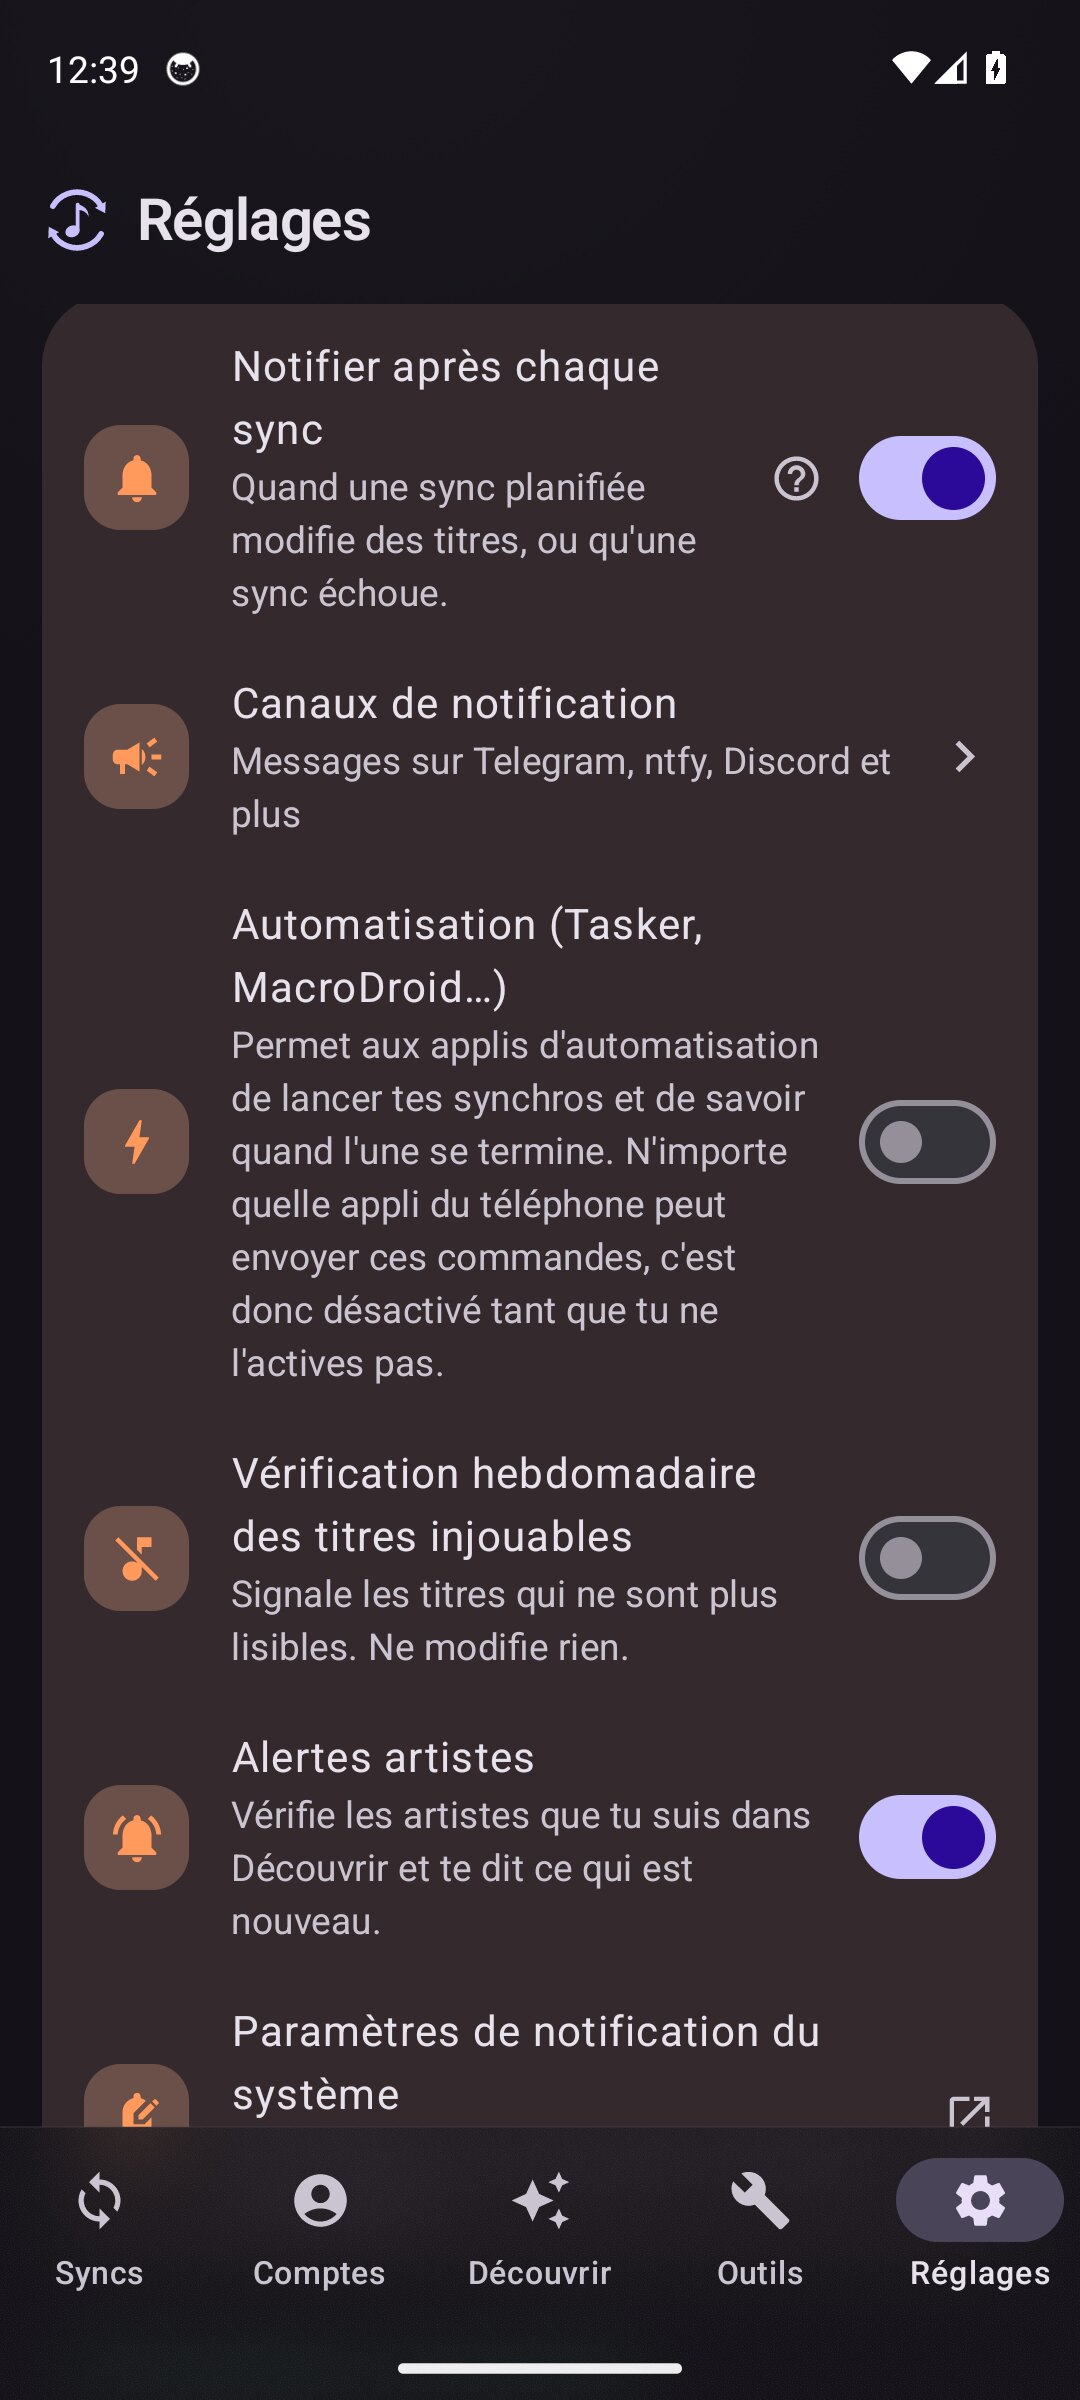 12:39
Réglages
Notifier après chaque
sync
Quand une sync planifiée
modifie des titres, ou qu'une
sync échoue.
Canaux de notification
Messages sur Telegram, ntfy, Discord et
plus
Automatisation (Tasker,
MacroDroid…)
Permet aux applis d'automatisation
de lancer tes synchros et de savoir
quand l'une se termine. N'importe
quelle appli du téléphone peut
envoyer ces commandes, c'est
donc désactivé tant que tu ne
l'actives pas.
Vérification hebdomadaire
des titres injouables
Signale les titres qui ne sont plus
lisibles. Ne modifie rien.
Alertes artistes
Vérifie les artistes que tu suis dans
Découvrir et te dit ce qui est
nouveau.
Paramètres de notification du
système
Syncs
Comptes
Découvrir
Outils
Réglages